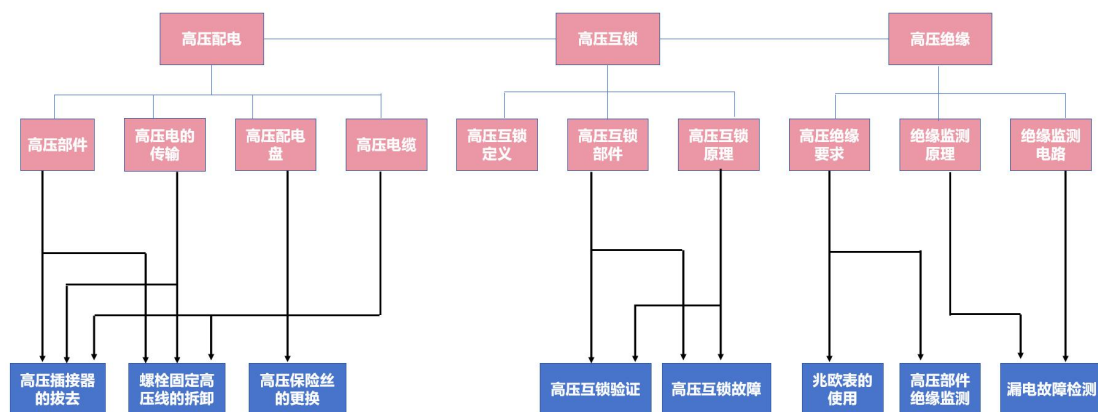 高压配电
高压互锁
高压绝缘
高压部件
高压电的
传输
高压配电
盘
高压电缆
高压互锁
定义
高压互锁
部件
高压互锁
原理
高压绝缘
要求
绝缘监测
原理
绝缘监测
电路
高压插接器
的拔去
螺栓固定高
压线的拆卸
高压保险丝
的更换
高压互锁验证
高压互锁故障
兆欧表的
使用
高压部件
绝缘监测
漏电故障检测